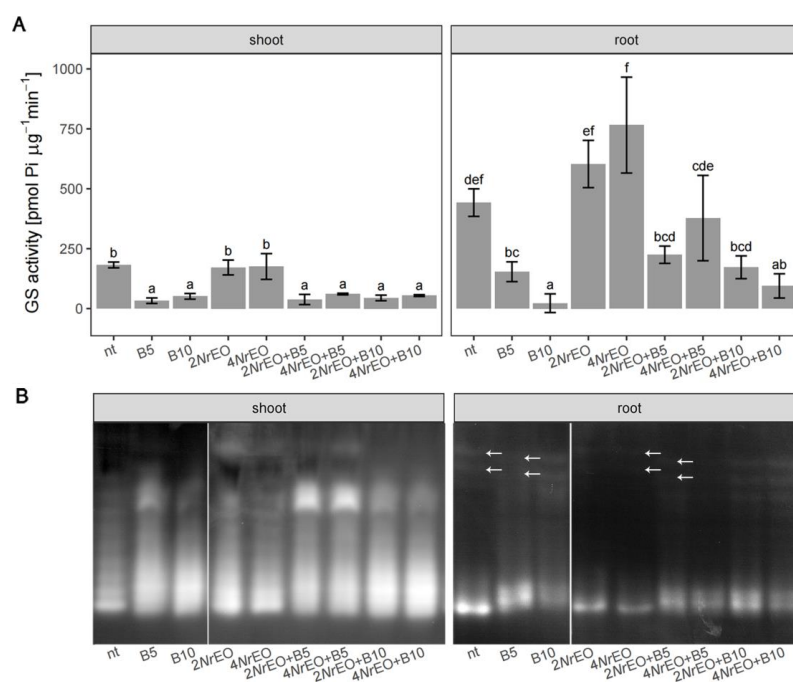 A
shoot
root
GS activity [pmol Pi µg⁻¹min⁻¹]
1000
750
500
250
0
b
a
a
b
b
a
a
a
a
def
bc
a
ef
f
bcd
cde
bcd
ab
nt
B5
B10
2NrEO
4NrEO
2NrEO+B5
4NrEO+B5
2NrEO+B10
4NrEO+B10
nt
B5
B10
2NrEO
4NrEO
2NrEO+B5
4NrEO+B5
2NrEO+B10
4NrEO+B10
B
shoot
root
nt
B5
B10
2NrEO
4NrEO
2NrEO+B5
4NrEO+B5
2NrEO+B10
4NrEO+B10
nt
B5
B10
2NrEO
4NrEO
2NrEO+B5
4NrEO+B5
2NrEO+B10
4NrEO+B10